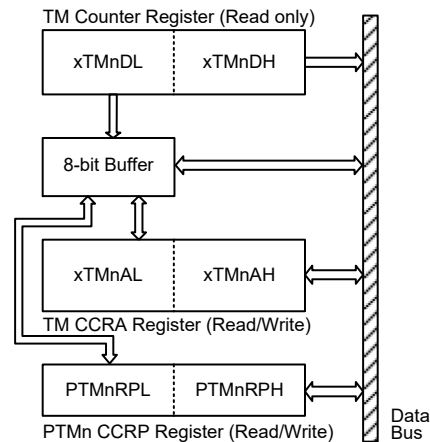 TM Counter Register (Read only)
xTMnDL xTMnDH
8-bit Buffer
xTMnAL xTMnAH
TM CCRA Register (Read/Write)
PTMnRPL PTMnRPH
PTMn CCRP Register (Read/Write)
Data
Bus